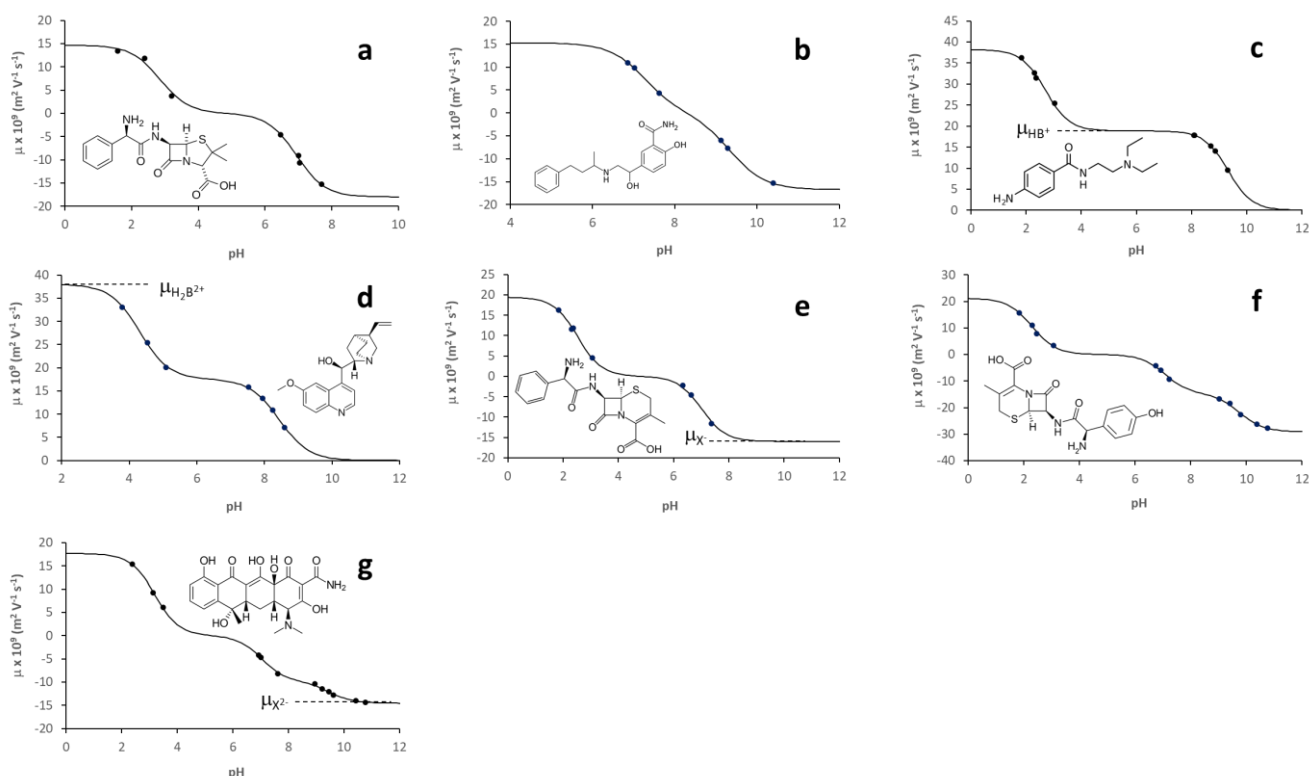 μ x 10⁹ (m² V⁻¹ s⁻¹)
20
15
10
5
0
-5
-10
-15
-20
a
NH₂
H
N
H
S
O
N
O
O
OH
0 2 4 6 8 10
pH
μ x 10⁹ (m² V⁻¹ s⁻¹)
20
15
10
5
0
-5
-10
-15
-20
b
O
NH₂
OH
N
H
OH
4 6 8 10 12
pH
μ x 10⁹ (m² V⁻¹ s⁻¹)
45
40
35
30
25
20
15
10
5
0
c
μHB⁺
O
N
H
N
H₂N
0 2 4 6 8 10 12
pH
μ x 10⁹ (m² V⁻¹ s⁻¹)
40
35
30
25
20
15
10
5
0
d
μH₂B²⁺
HO
N
H
O
N
2 4 6 8 10 12
pH
μ x 10⁹ (m² V⁻¹ s⁻¹)
25
20
15
10
5
0
-5
-10
-15
-20
e
NH₂
H
N
H
S
O
O
N
O
OH
μX⁻
0 2 4 6 8 10 12
pH
μ x 10⁹ (m² V⁻¹ s⁻¹)
30
20
10
0
-10
-20
-30
-40
f
O
HO
O
N
S
H
NH
O
OH
NH₂
0 2 4 6 8 10 12
pH
μ x 10⁹ (m² V⁻¹ s⁻¹)
20
15
10
5
0
-5
-10
-15
-20
g
OH O HO OH O O
NH₂
OH
HO H H N
μX²⁻
0 2 4 6 8 10 12
pH